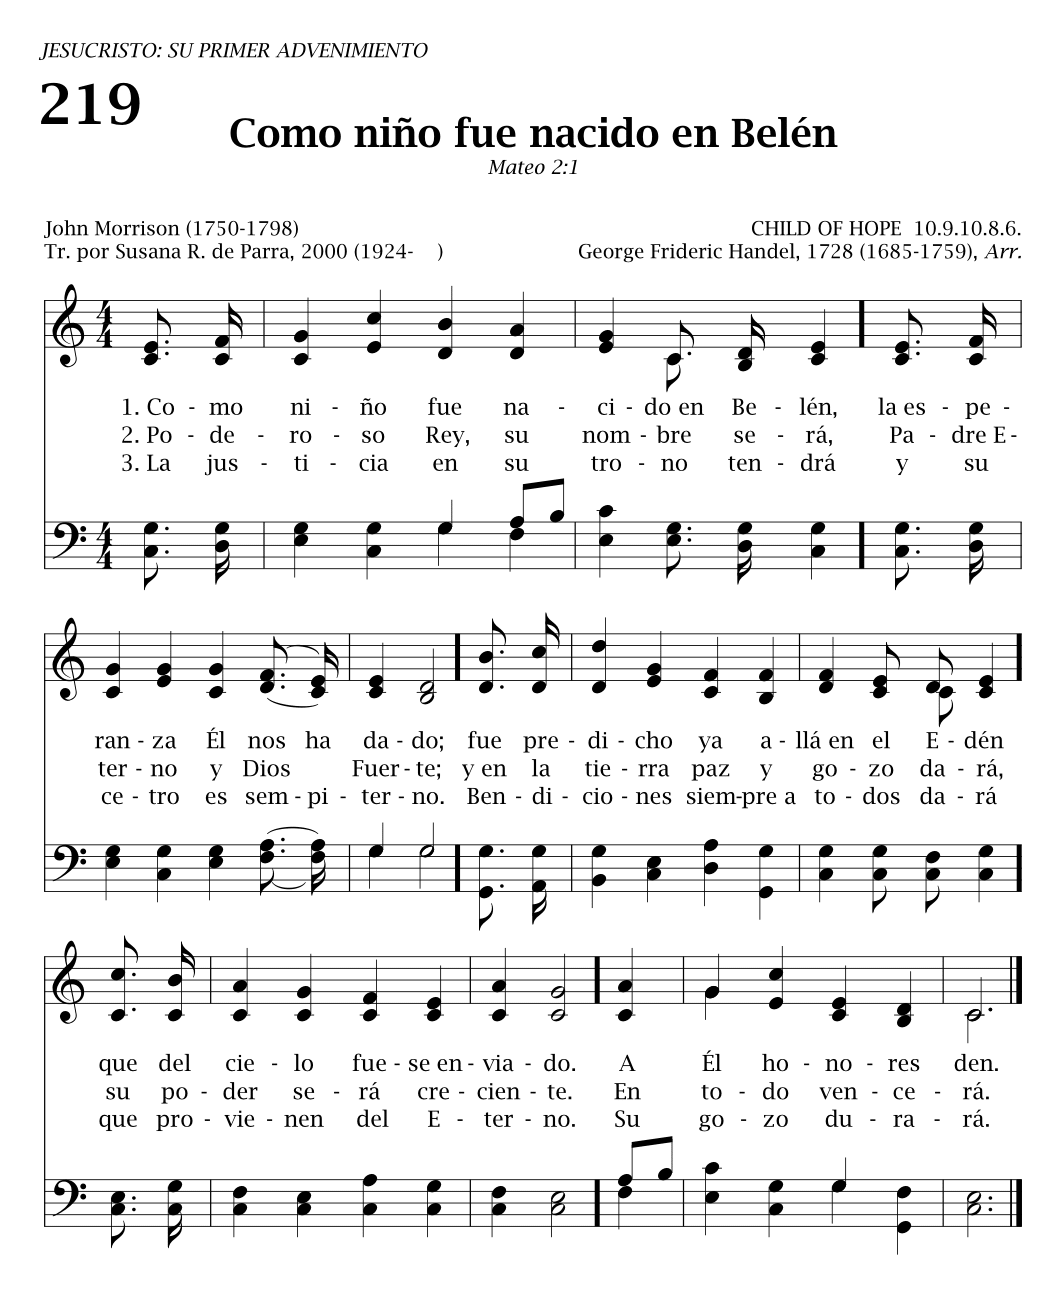 JESUCRISTO: SU PRIMER ADVENIMIENTO
219
Como niño fue nacido en Belén
Mateo 2:1
John Morrison (1750-1798)
CHILD OF HOPE 10.9.10.8.6.
Tr. por Susana R. de Parra, 2000 (1924- )
George Frideric Handel, 1728 (1685-1759), Arr.
1. Co - mo ni - ño fue na - ci - do en Be - lén, la es - pe -
2. Po - de - ro - so Rey, su nom - bre se - rá, Pa - dre E -
3. La jus - ti - cia en su tro - no ten - drá y su
ran - za Él nos ha da - do; fue pre - di - cho ya a - llá en el E - dén
ter - no y Dios Fuer - te; y en la tie - rra paz y go - zo da - rá,
ce - tro es sem - pi - ter - no. Ben - di - cio - nes siem - pre a to - dos da - rá
que del cie - lo fue - se en - via - do. A Él ho - no - res den.
su po - der se - rá cre - cien - te. En to - do ven - ce - rá.
que pro - vie - nen del E - ter - no. Su go - zo du - ra - rá.